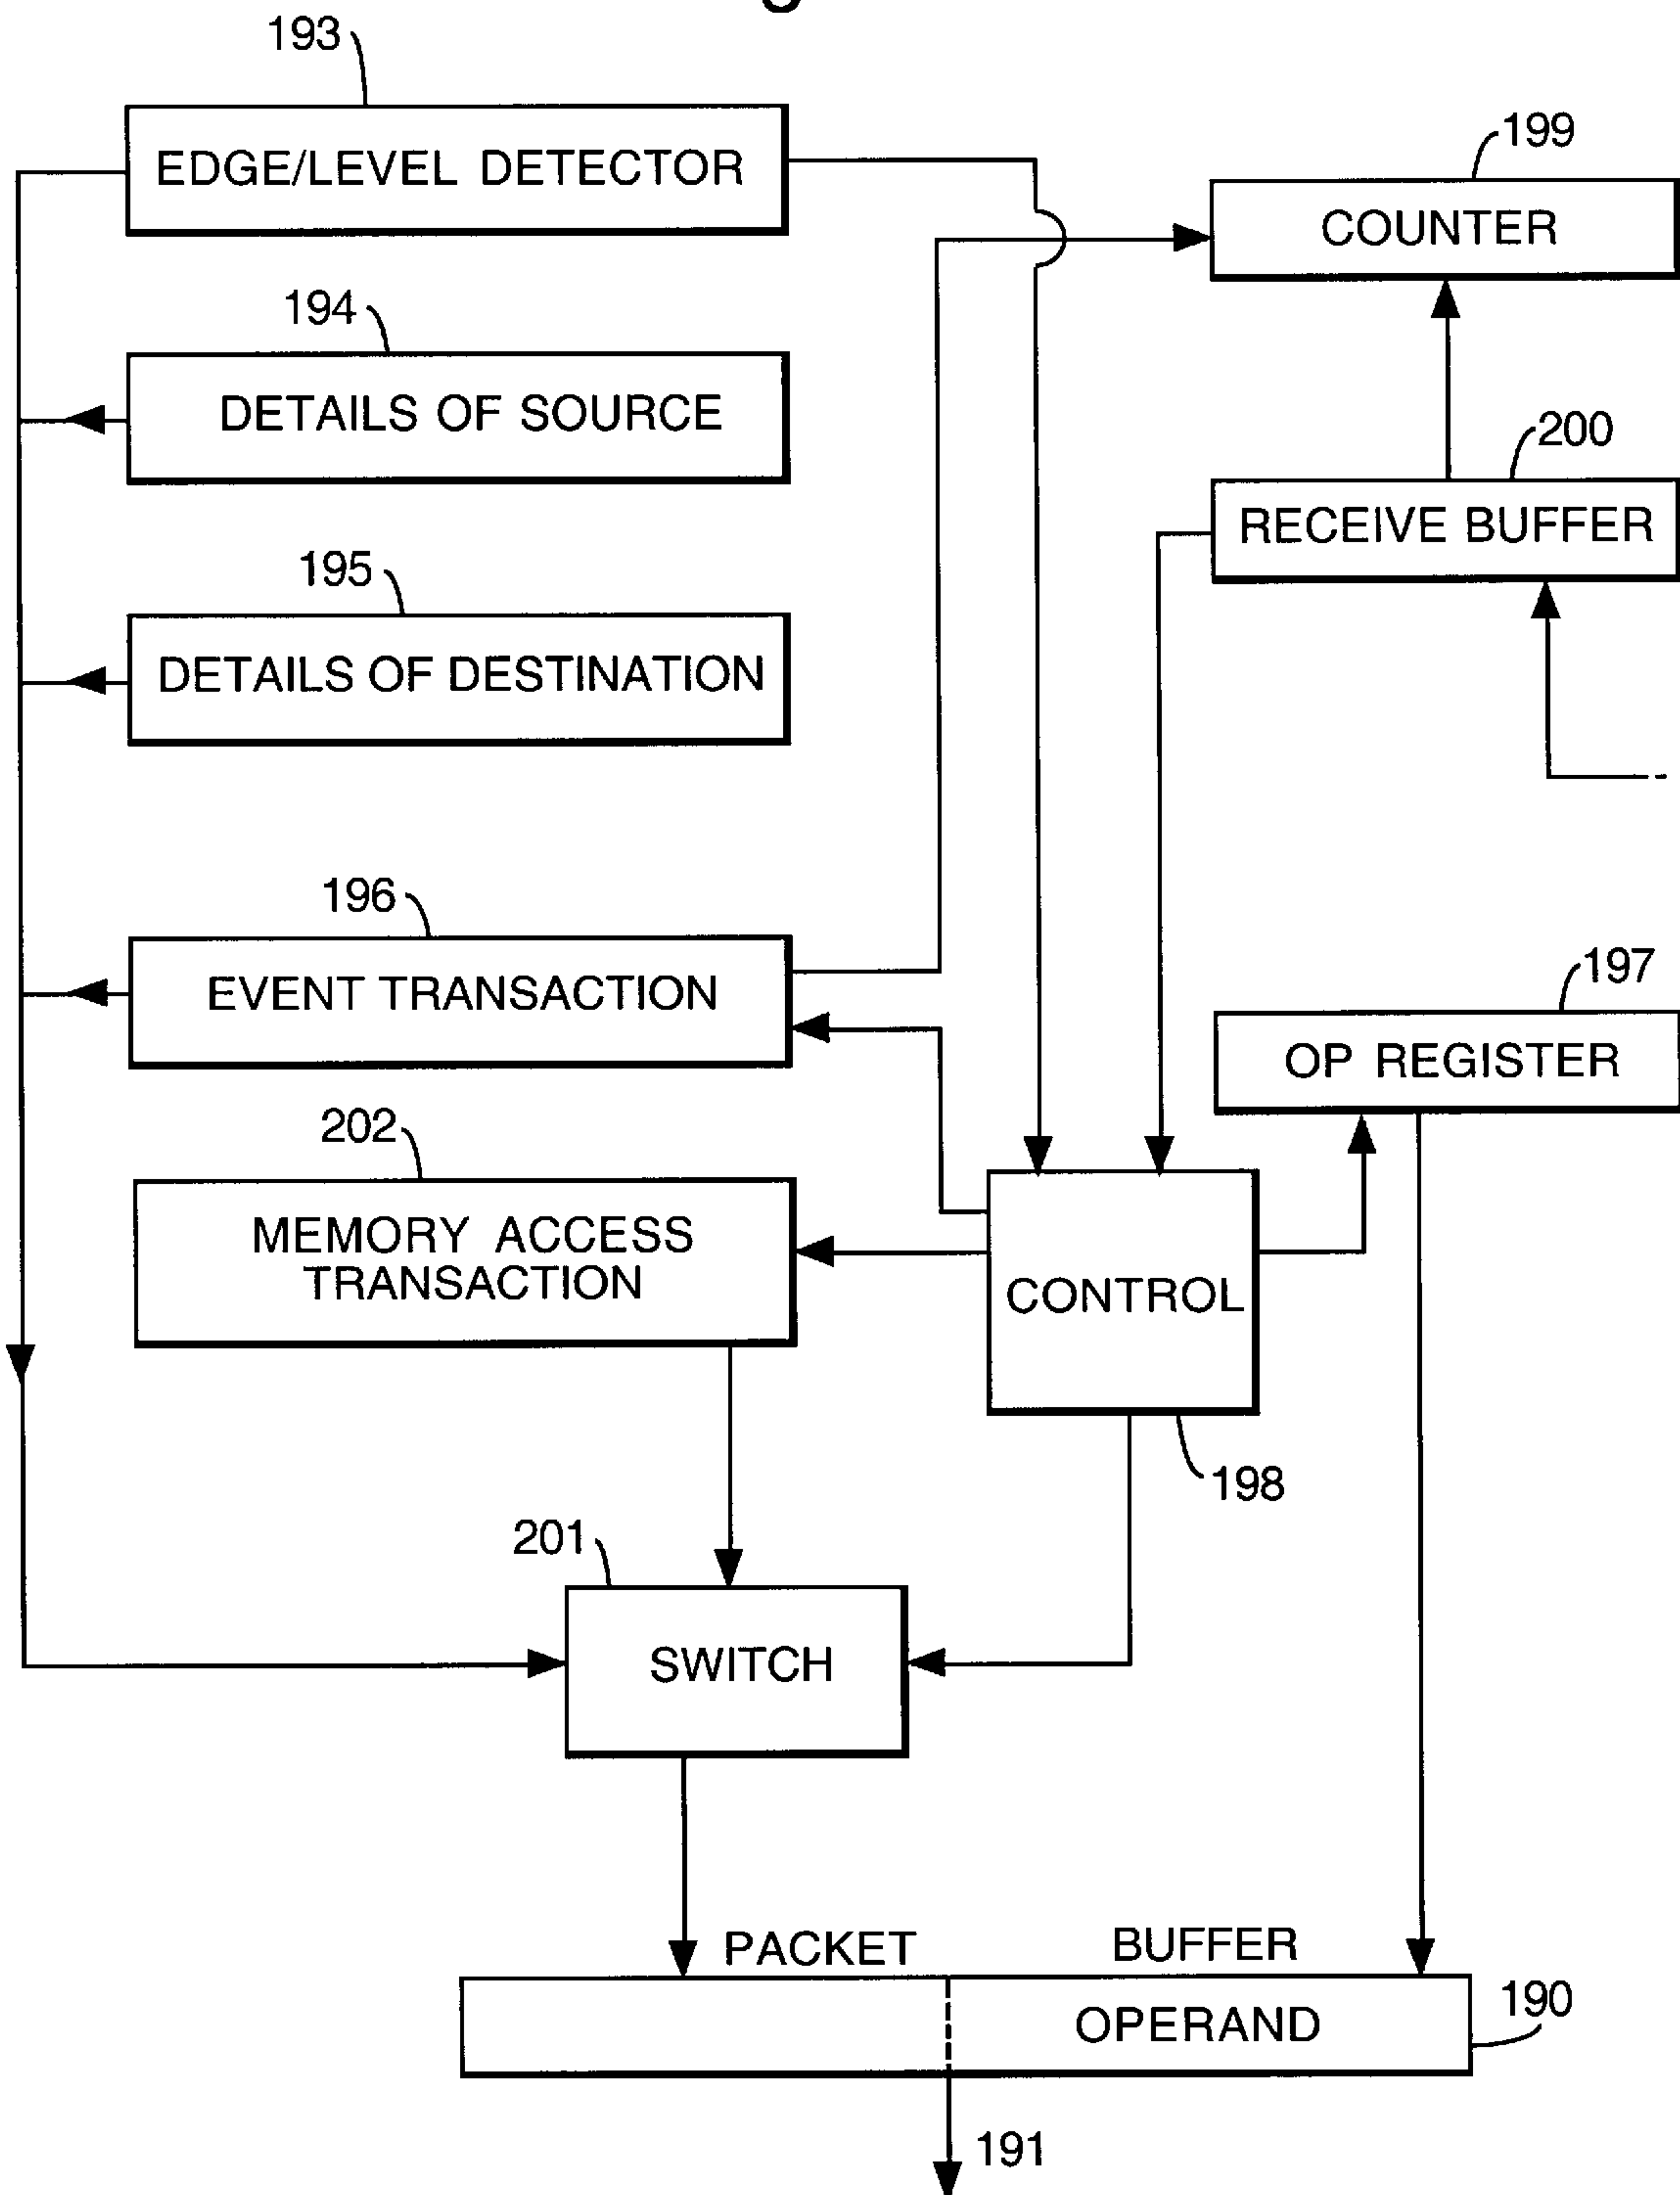 193
EDGE/LEVEL DETECTOR
199
COUNTER
194
DETAILS OF SOURCE
200
RECEIVE BUFFER
195
DETAILS OF DESTINATION
196
EVENT TRANSACTION
197
OP REGISTER
202
MEMORY ACCESS
TRANSACTION
CONTROL
198
201
SWITCH
PACKET BUFFER
OPERAND
190
191